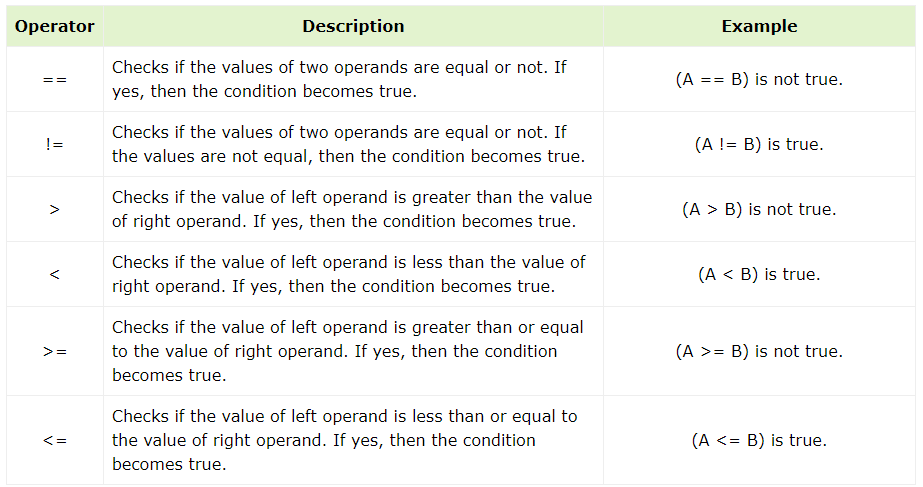 Operator Description Example
== Checks if the values of two operands are equal or not. If
yes, then the condition becomes true. (A == B) is not true.
!= Checks if the values of two operands are equal or not. If
the values are not equal, then the condition becomes true. (A != B) is true.
> Checks if the value of left operand is greater than the value
of right operand. If yes, then the condition becomes true. (A > B) is not true.
< Checks if the value of left operand is less than the value of
right operand. If yes, then the condition becomes true. (A < B) is true.
>= Checks if the value of left operand is greater than or equal
to the value of right operand. If yes, then the condition
becomes true. (A >= B) is not true.
<= Checks if the value of left operand is less than or equal to
the value of right operand. If yes, then the condition
becomes true. (A <= B) is true.